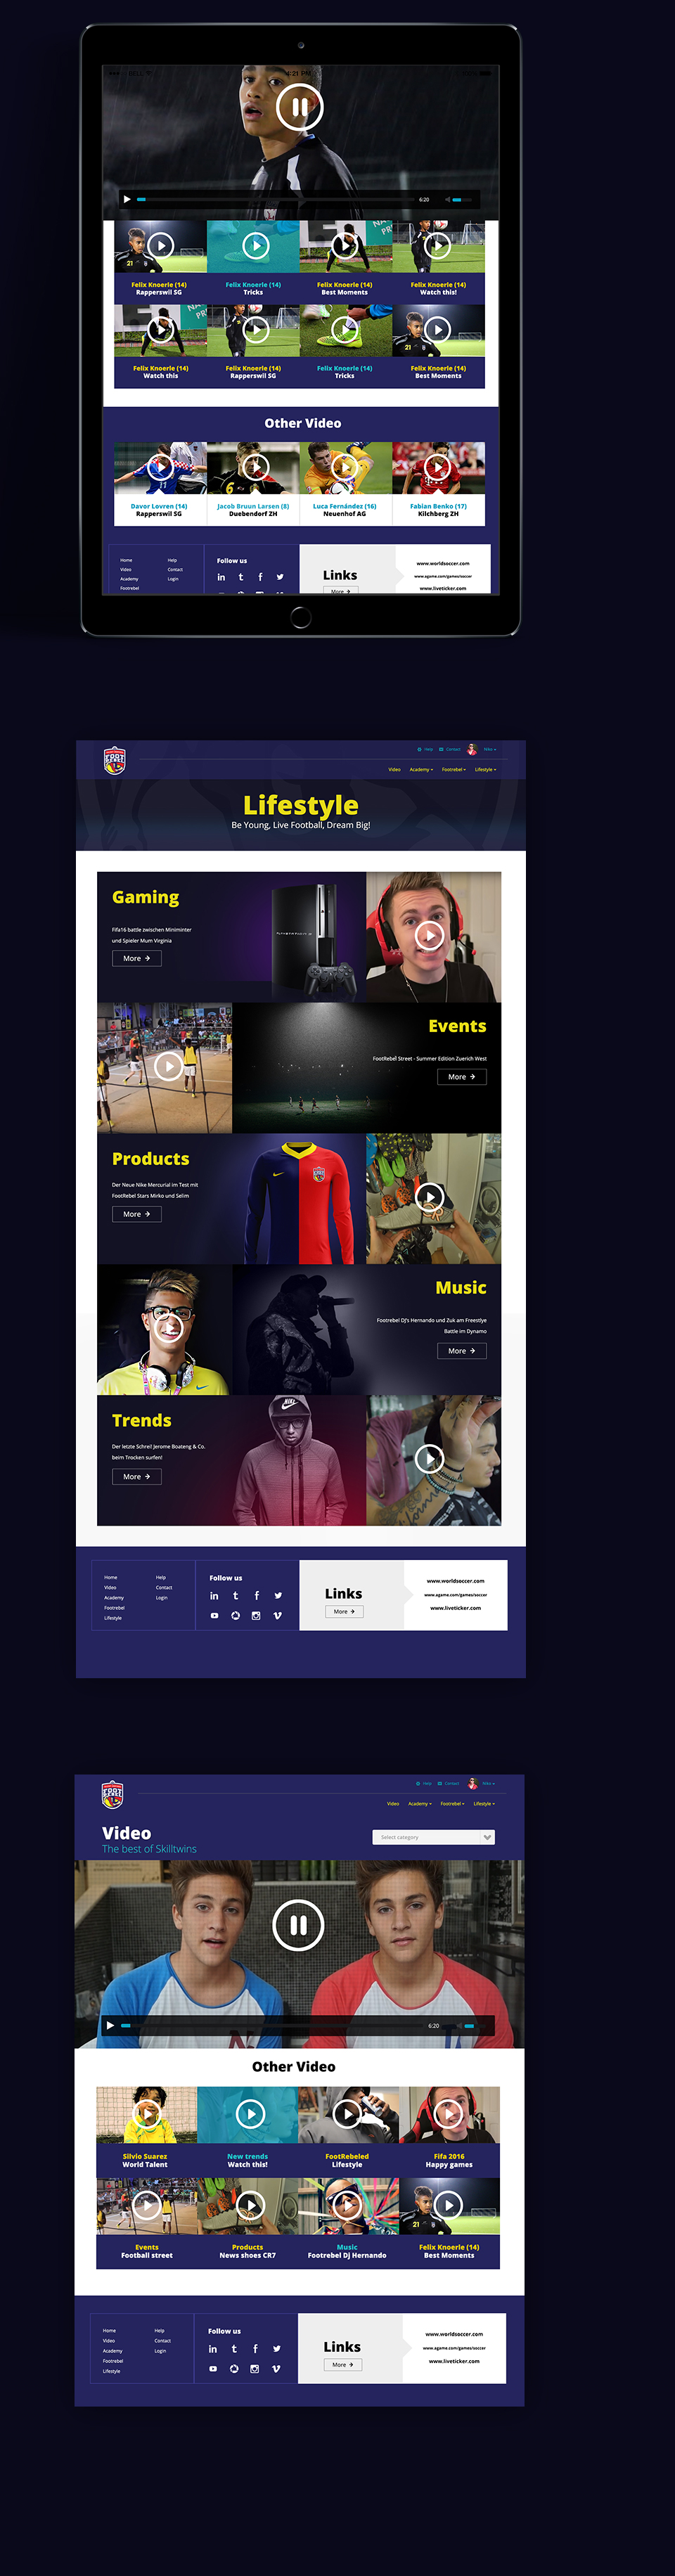 4:21 PM
6:20
Felix Knoerle (14)
Rapperswil SG
Felix Knoerle (14)
Tricks
Felix Knoerle (14)
Best Moments
Felix Knoerle (14)
Watch this!
Felix Knoerle (14)
Watch this
Felix Knoerle (14)
Rapperswil SG
Felix Knoerle (14)
Tricks
Felix Knoerle (14)
Best Moments
Other Video
Davor Lovren (14)
Rapperswil SG
Jacob Bruun Larsen (8)
Duebendorf ZH
Luca Fernández (16)
Neuenhof AG
Fabian Benko (17)
Kilchberg ZH
Home
Video
Academy
Footrebel
Help
Contact
Login
Follow us
Links
More
www.worldsoccer.com
www.agame.com/games/soccer
www.liveticker.com
FOOT REBEL
Help Contact Nike
Video Academy Footrebel Lifestyle
Lifestyle
Be Young, Live Football, Dream Big!
Gaming
Fifa16 battle zwischen Miniminter
und Spieler Mum Virginia
More
Events
FootRebel Street - Summer Edition Zuerich West
More
Products
Der Neue Nike Mercurial im Test mit
FootRebel Stars Mirko und Selim
More
Music
Footrebel Dj's Hernando und Zuk am Freestlye
Battle im Dynamo
More
Trends
Der letzte Schrei! Jerome Boateng & Co.
beim Trocken surfen!
More
Home
Video
Academy
Footrebel
Lifestyle
Help
Contact
Login
Follow us
Links
More
www.worldsoccer.com
www.agame.com/games/soccer
www.liveticker.com
FOOT REBEL
Help Contact Nike
Video Academy Footrebel Lifestyle
Video
The best of Skilltwins
Select category
6:20
Other Video
Silvio Suarez
World Talent
New trends
Watch this!
FootRebeled
Lifestyle
Fifa 2016
Happy games
Events
Football street
Products
News shoes CR7
Music
Footrebel DJ Hernando
Felix Knoerle (14)
Best Moments
Home
Video
Academy
Footrebel
Lifestyle
Help
Contact
Login
Follow us
Links
More
www.worldsoccer.com
www.agame.com/games/soccer
www.liveticker.com